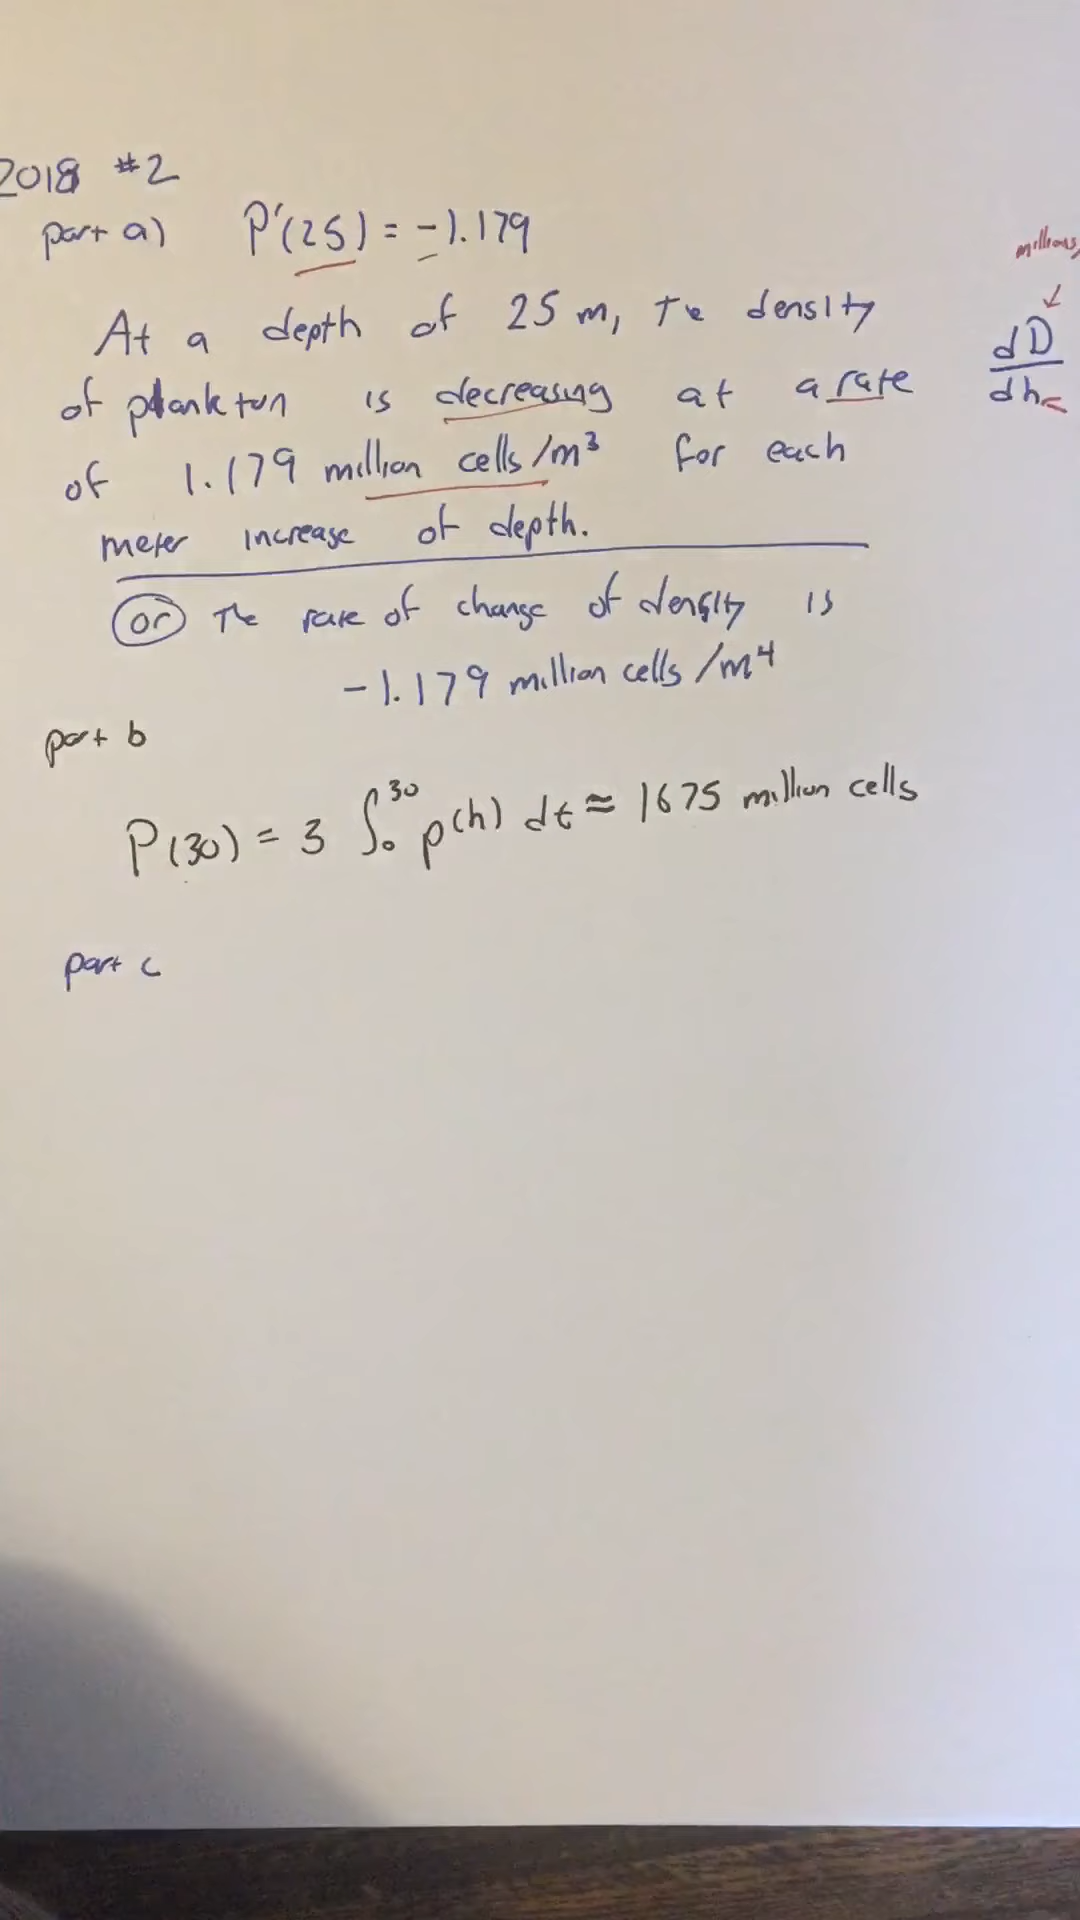 2018 #2
part a) P'(25) = -1.179
millions
At a depth of 25 m, Te density
dD
of plankton is decreasing at a rate
dh
of 1.179 million cells/m³ for each
meter increase of depth.
or The rate of change of density is
-1.179 million cells/m⁴
part b
P(30) = 3 ∫₀³⁰ p(h) dt ≈ 1675 million cells
part c